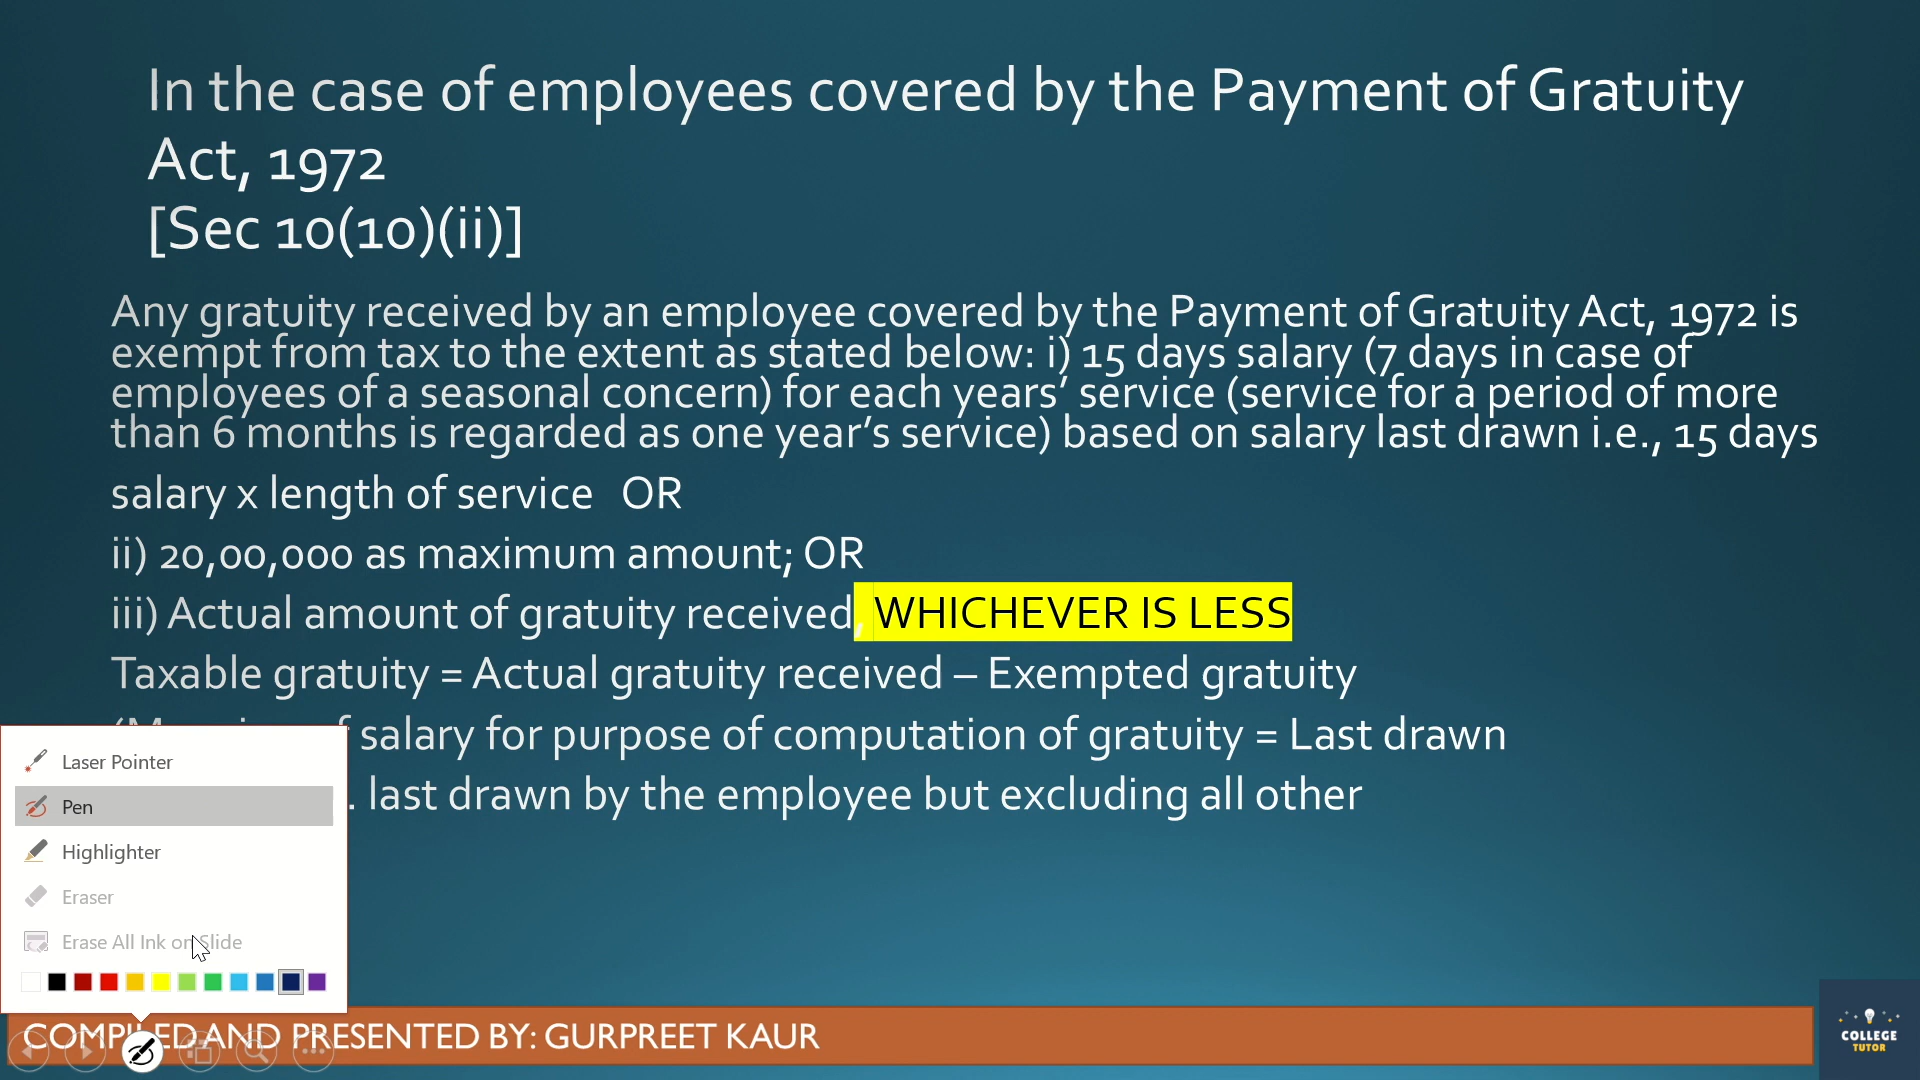 In the case of employees covered by the Payment of Gratuity
Act, 1972
[Sec 10(10)(ii)]
Any gratuity received by an employee covered by the Payment of Gratuity Act, 1972 is
exempt from tax to the extent as stated below: i) 15 days salary (7 days in case of
employees of a seasonal concern) for each years’ service (service for a period of more
than 6 months is regarded as one year’s service) based on salary last drawn i.e., 15 days
salary x length of service OR
ii) 20,00,000 as maximum amount; OR
iii) Actual amount of gratuity received, WHICHEVER IS LESS
Taxable gratuity = Actual gratuity received – Exempted gratuity
salary for purpose of computation of gratuity = Last drawn
. last drawn by the employee but excluding all other
Laser Pointer
Pen
Highlighter
Eraser
Erase All Ink on Slide
COMPILED AND PRESENTED BY: GURPREET KAUR
COLLEGE
TUTOR